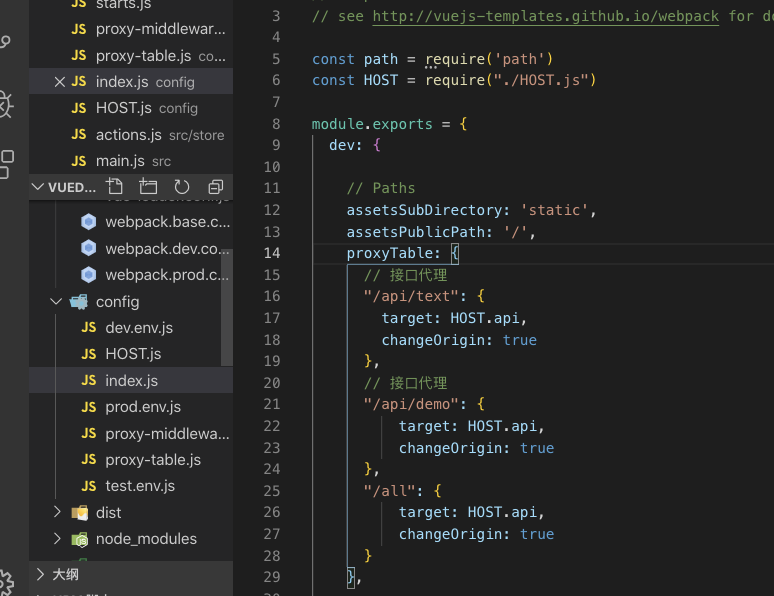 JS starts.js
JS proxy-middlewar...
JS proxy-table.js co...
JS index.js config
JS HOST.js config
JS actions.js src/store
JS main.js src
VUED...
webpack.base.c...
webpack.dev.co...
webpack.prod.c...
config
JS dev.env.js
JS HOST.js
JS index.js
JS prod.env.js
JS proxy-middlewa...
JS proxy-table.js
JS test.env.js
dist
node_modules
大纲
3 // see http://vuejs-templates.github.io/webpack for
4
5 const path = require('path')
6 const HOST = require("./HOST.js")
7
8 module.exports = {
9 dev: {
10
11 // Paths
12 assetsSubDirectory: 'static',
13 assetsPublicPath: '/',
14 proxyTable: {
15 // 接口代理
16 "/api/text": {
17 target: HOST.api,
18 changeOrigin: true
19 },
20 // 接口代理
21 "/api/demo": {
22 target: HOST.api,
23 changeOrigin: true
24 },
25 "/all": {
26 target: HOST.api,
27 changeOrigin: true
28 }
29 },